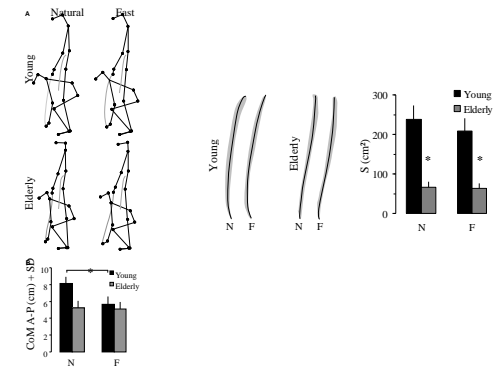 A
Natural Fast
Young
Elderly
CoM A-P (cm) + SD
10
8
6
4
2
0
*
Young
Elderly
N F
Young
Elderly
N F N F
S (cm²)
300
200
100
0
Young
Elderly
* *
N F